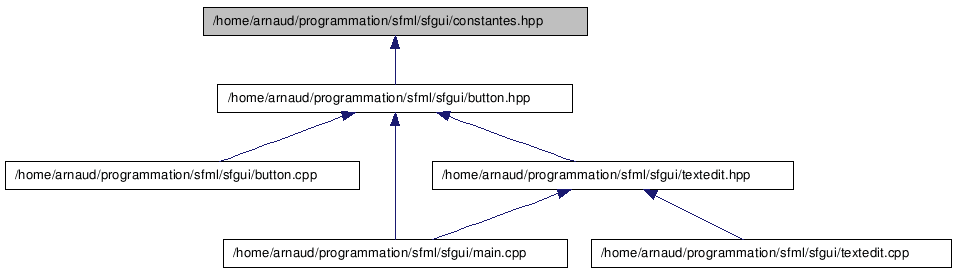 /home/arnaud/programmation/sfml/sfgui/constantes.hpp
/home/arnaud/programmation/sfml/sfgui/button.hpp
/home/arnaud/programmation/sfml/sfgui/button.cpp
/home/arnaud/programmation/sfml/sfgui/textedit.hpp
/home/arnaud/programmation/sfml/sfgui/main.cpp
/home/arnaud/programmation/sfml/sfgui/textedit.cpp